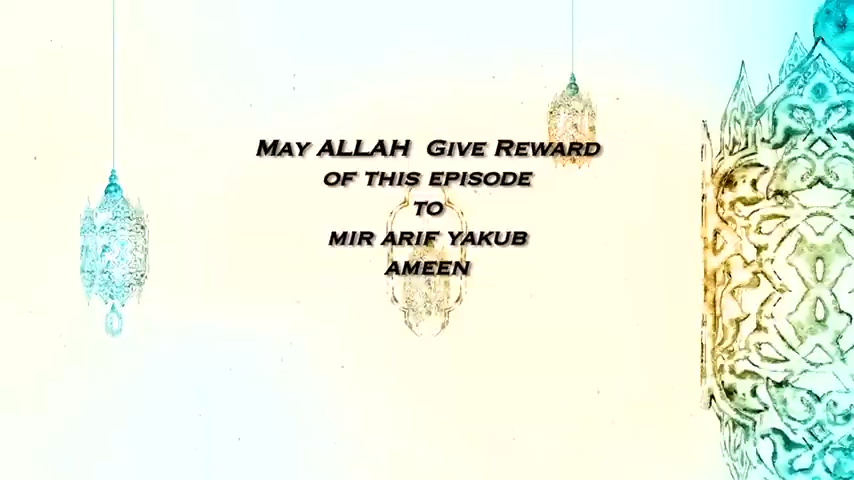 May ALLAH Give Reward
of this episode
to
mir arif yakub
ameen